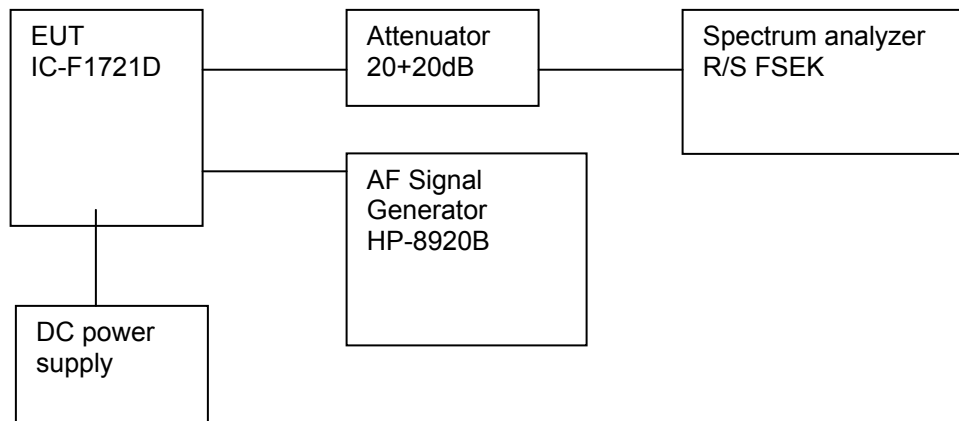 EUT
IC-F1721D
Attenuator
20+20dB
Spectrum analyzer
R/S FSEK
AF Signal
Generator
HP-8920B
DC power
supply